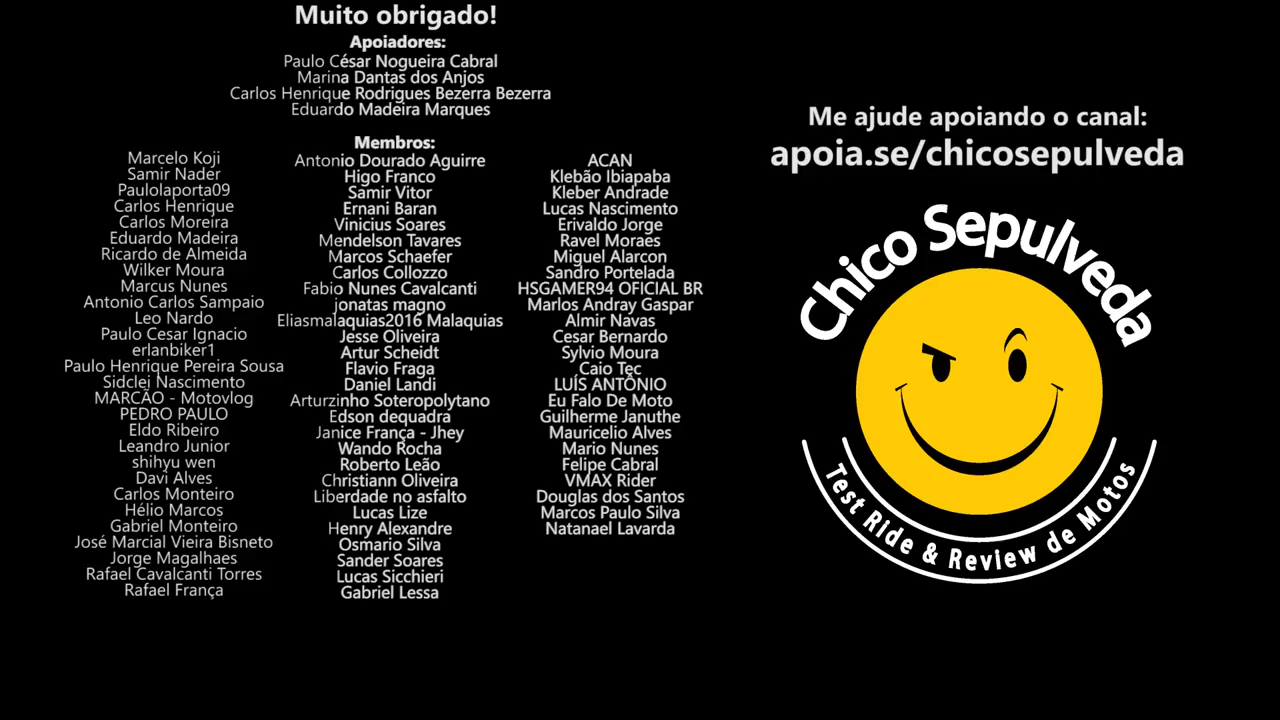 Muito obrigado!
Apoiadores:
Paulo César Nogueira Cabral
Marina Dantas dos Anjos
Carlos Henrique Rodrigues Bezerra Bezerra
Eduardo Madeira Marques
Marcelo Koji
Samir Nader
Paulolaporta09
Carlos Henrique
Carlos Moreira
Eduardo Madeira
Ricardo de Almeida
Wilker Moura
Marcus Nunes
Antonio Carlos Sampaio
Leo Nardo
Paulo Cesar Ignacio
erlanbiker1
Paulo Henrique Pereira Sousa
Sidclei Nascimento
MARCÃO - Motovlog
PEDRO PAULO
Eldo Ribeiro
Leandro Junior
shihyu wen
Davi Alves
Carlos Monteiro
Hélio Marcos
Gabriel Monteiro
José Marcial Vieira Bisneto
Jorge Magalhaes
Rafael Cavalcanti Torres
Rafael França
Membros:
Antonio Dourado Aguirre
Higo Franco
Samir Vitor
Ernani Baran
Vinicius Soares
Mendelson Tavares
Marcos Schaefer
Carlos Collozzo
Fabio Nunes Cavalcanti
jonatas magno
Eliasmalaquias2016 Malaquias
Jesse Oliveira
Artur Scheidt
Flavio Fraga
Daniel Landi
Arturzinho Soteropolytano
Edson dequadra
Janice França - Jhey
Wando Rocha
Roberto Leão
Christiann Oliveira
Liberdade no asfalto
Lucas Lize
Henry Alexandre
Osmario Silva
Sander Soares
Lucas Sicchieri
Gabriel Lessa
ACAN
Klebão Ibiapaba
Kleber Andrade
Lucas Nascimento
Erivaldo Jorge
Ravel Moraes
Miguel Alarcon
Sandro Portelada
HSGAMER94 OFICIAL BR
Marlos Andray Gaspar
Almir Navas
Cesar Bernardo
Sylvio Moura
Caio Tec
LUÍS ANTÔNIO
Eu Falo De Moto
Guilherme Januthe
Mauricelio Alves
Mario Nunes
Felipe Cabral
VMAX Rider
Douglas dos Santos
Marcos Paulo Silva
Natanael Lavarda
Me ajude apoiando o canal:
apoia.se/chicosepulveda
Chico Sepulveda
Test Ride & Review de Motos